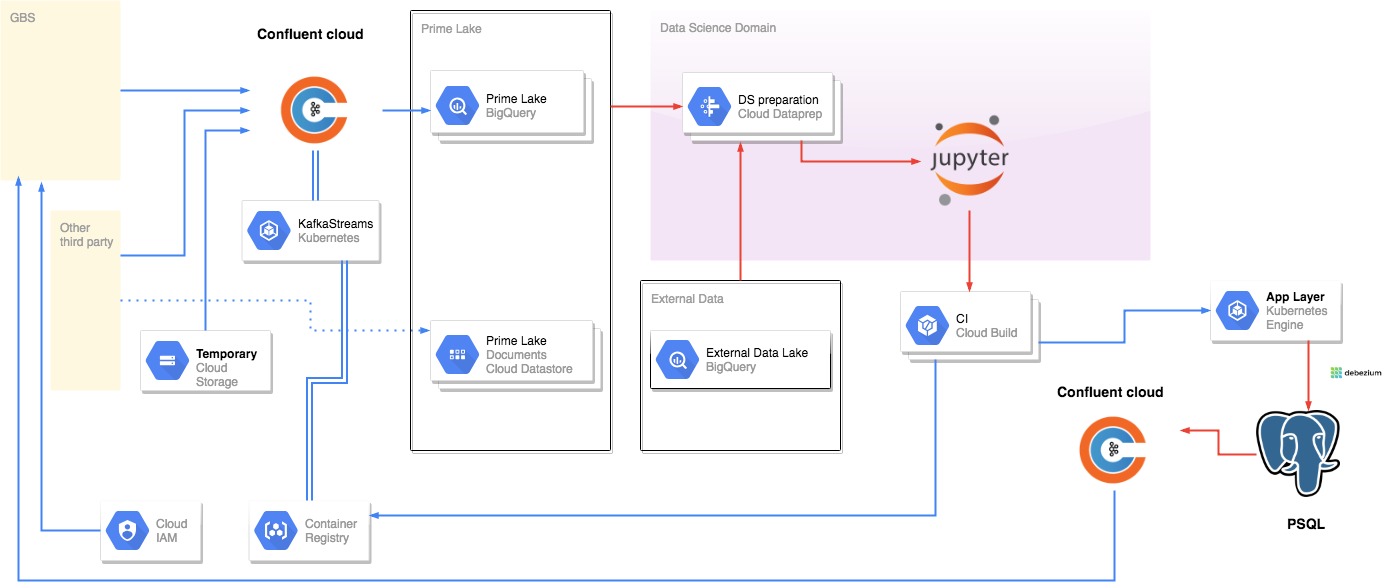 GBS
Confluent cloud
Prime Lake
Data Science Domain
Prime Lake
BigQuery
DS preparation
Cloud Dataprep
jupyter
Other
third party
KafkaStreams
Kubernetes
External Data
App Layer
Kubernetes
Engine
CI
Cloud Build
Temporary
Cloud
Storage
Prime Lake
Documents
Cloud Datastore
External Data Lake
BigQuery
debezium
Confluent cloud
Cloud
IAM
Container
Registry
PSQL